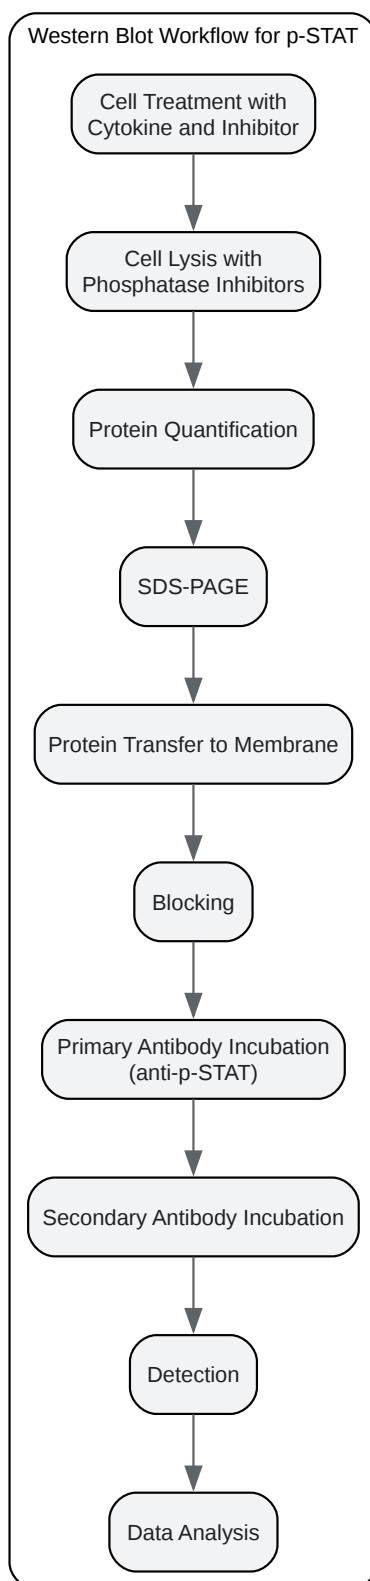 Western Blot Workflow for p-STAT
Cell Treatment with
Cytokine and Inhibitor
Cell Lysis with
Phosphatase Inhibitors
Protein Quantification
SDS-PAGE
Protein Transfer to Membrane
Blocking
Primary Antibody Incubation
(anti-p-STAT)
Secondary Antibody Incubation
Detection
Data Analysis